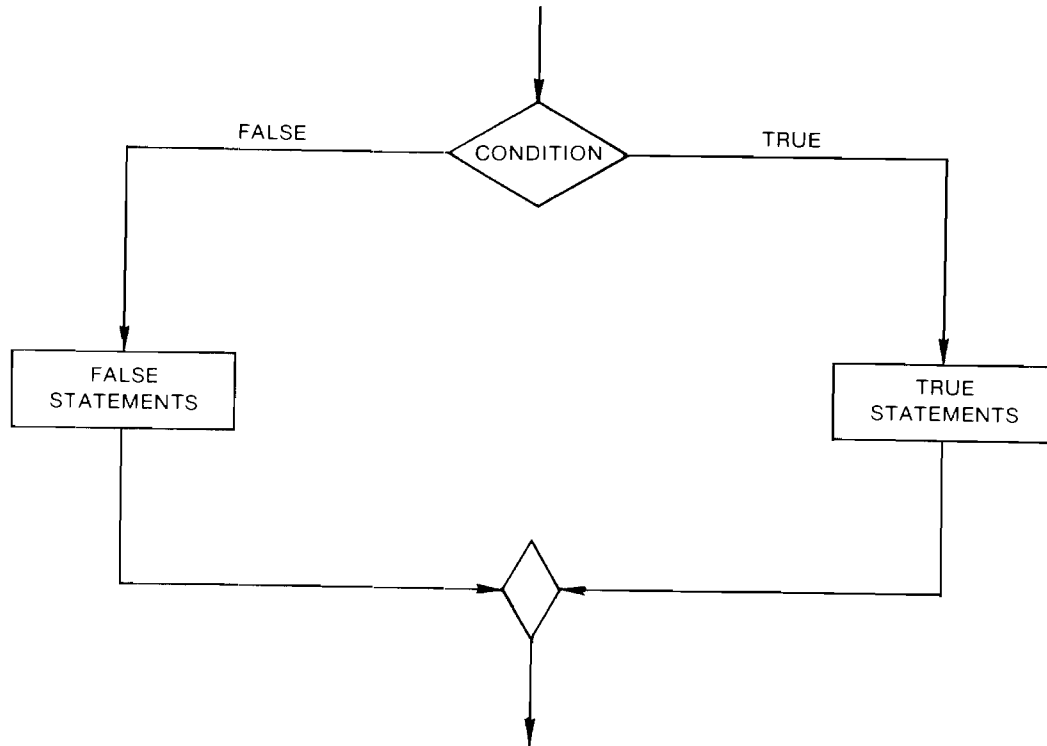 FALSE
CONDITION
TRUE
FALSE
STATEMENTS
TRUE
STATEMENTS